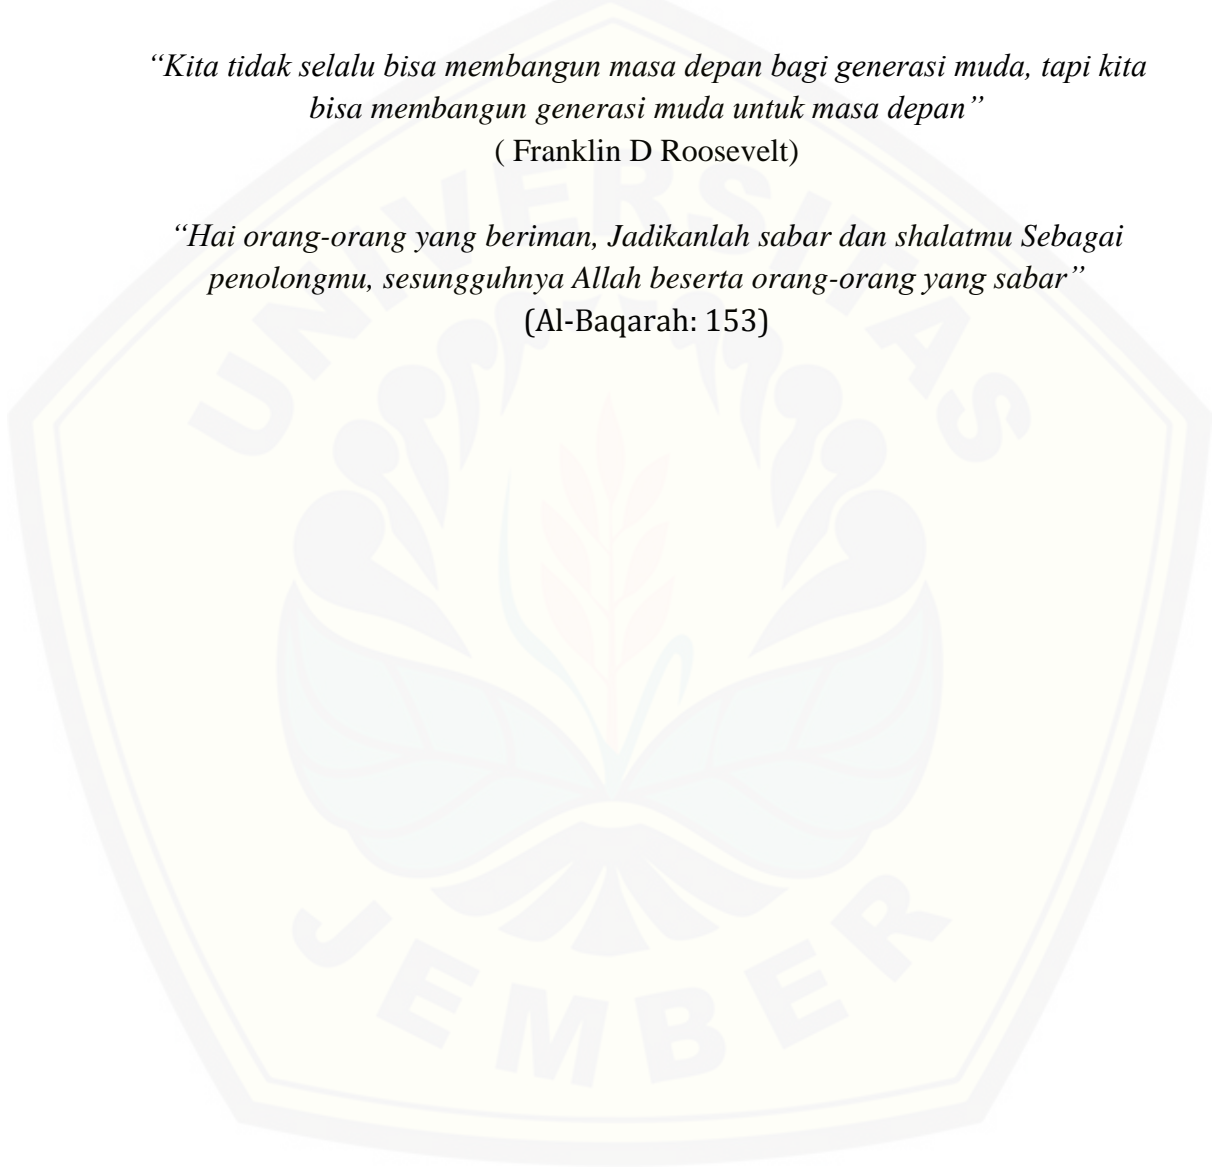 “Kita tidak selalu bisa membangun masa depan bagi generasi muda, tapi kita
bisa membangun generasi muda untuk masa depan”
( Franklin D Roosevelt)
“Hai orang-orang yang beriman, Jadikanlah sabar dan shalatmu Sebagai
penolongmu, sesungguhnya Allah beserta orang-orang yang sabar”
(Al-Baqarah: 153)
UNIVERSITAS
JEMBER